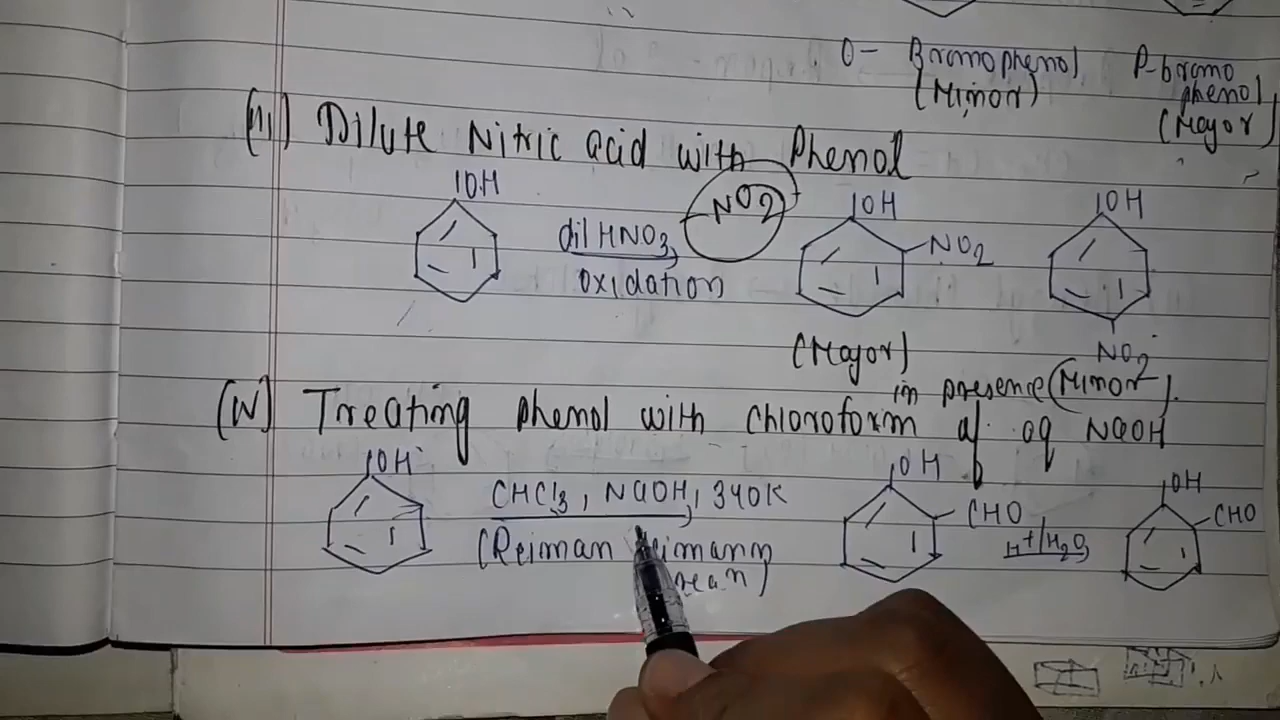 O- Bromophenol P-bromo
(Minor) phenol
(Major)
Dilute Nitric acid with Phenol
OH
dil HNO3
oxidation
NO2
OH
NO2
OH
NO2
(Major)
(Minor)
in presence
(IV) Treating phenol with chloroform of aq NaOH
OH
CHCl3, NaOH, 340K
(Reiman
OH
CHO
H+/H2O
OH
CHO